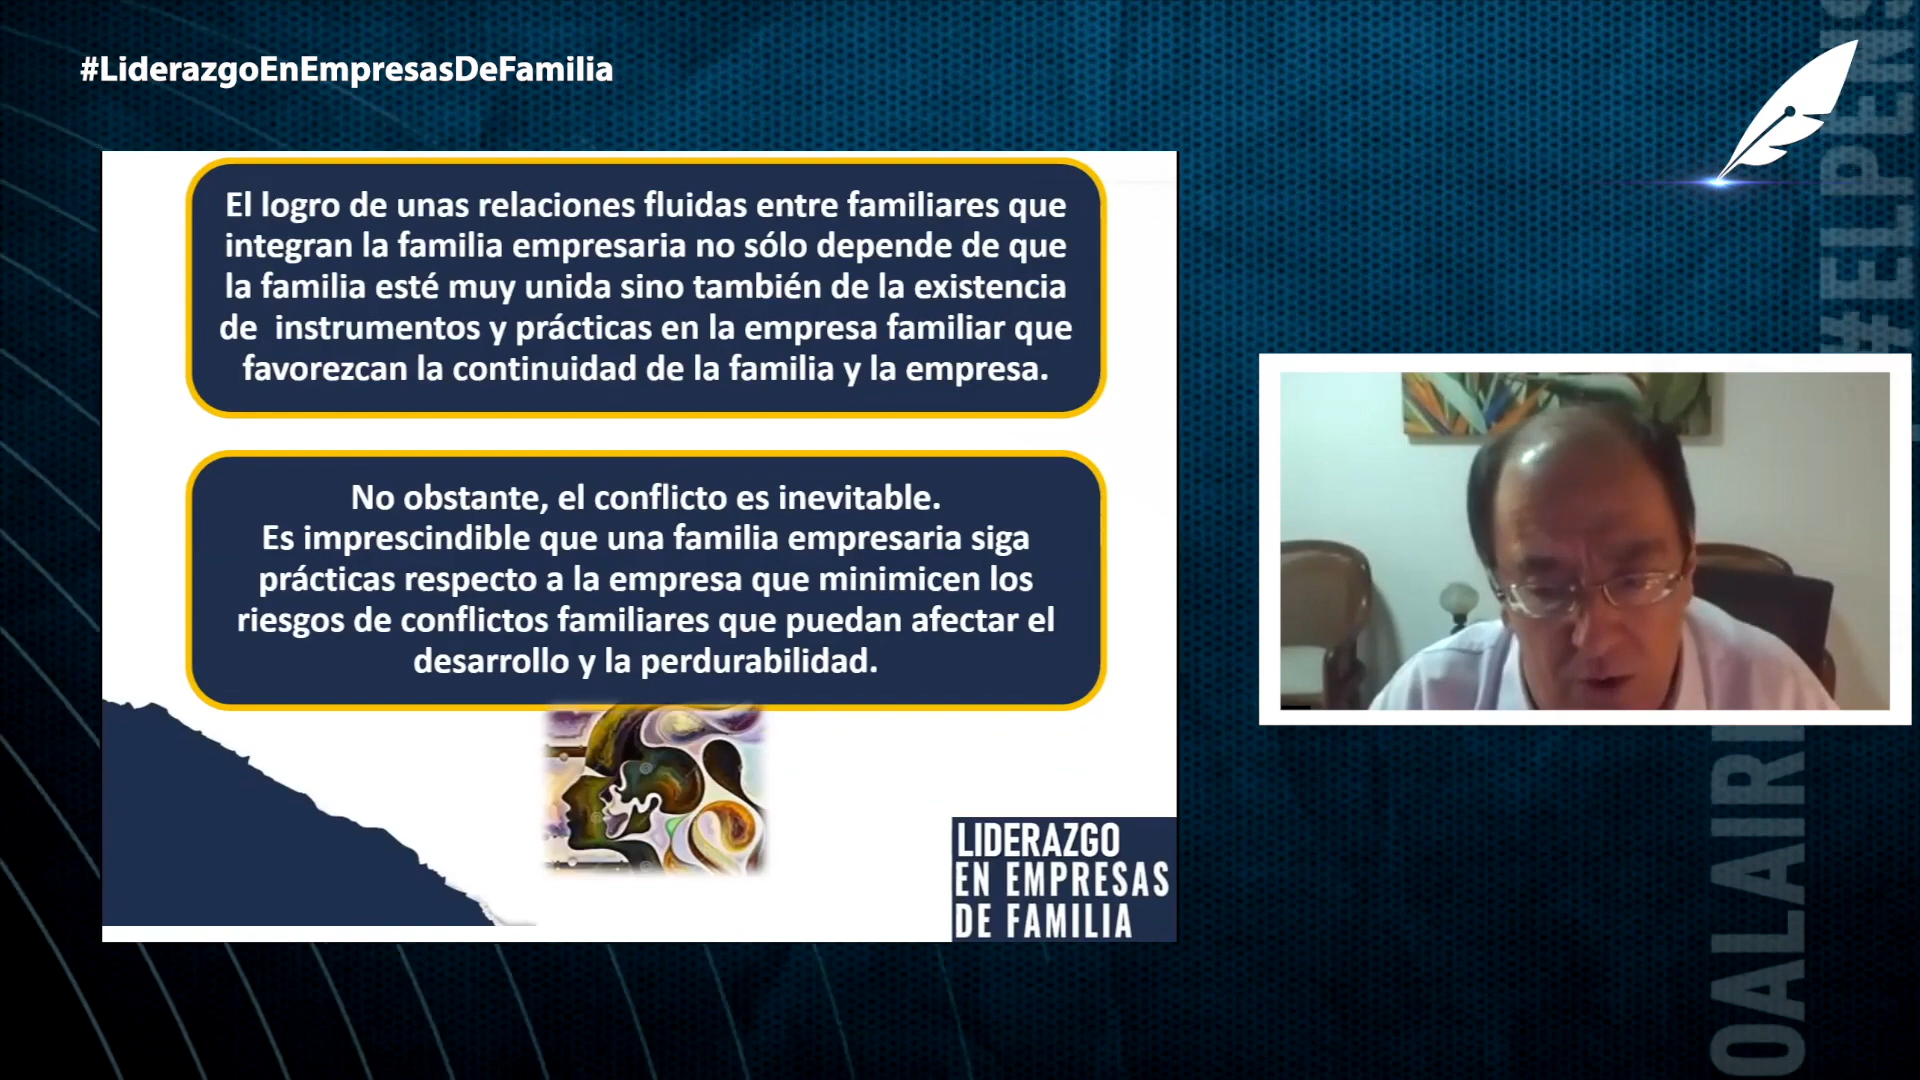 #LiderazgoEnEmpresasDeFamilia
El logro de unas relaciones fluidas entre familiares que
integran la familia empresaria no sólo depende de que
la familia esté muy unida sino también de la existencia
de instrumentos y prácticas en la empresa familiar que
favorezcan la continuidad de la familia y la empresa.
No obstante, el conflicto es inevitable.
Es imprescindible que una familia empresaria siga
prácticas respecto a la empresa que minimicen los
riesgos de conflictos familiares que puedan afectar el
desarrollo y la perdurabilidad.
LIDERAZGO
EN EMPRESAS
DE FAMILIA